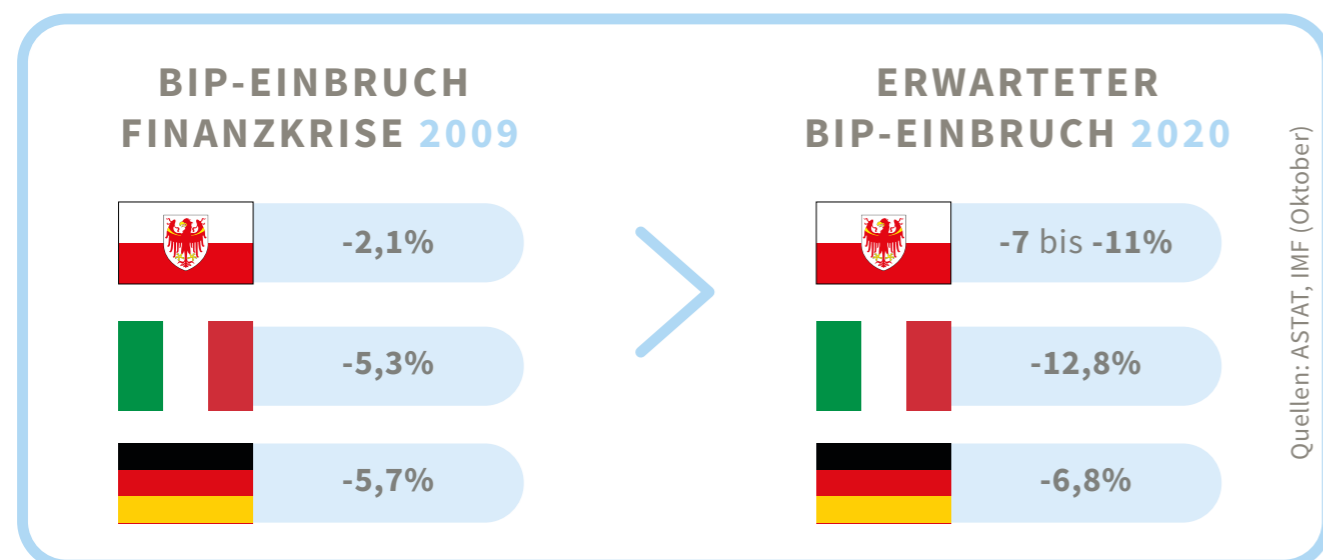 BIP-EINBRUCH
FINANZKRISE 2009
-2,1%
-5,3%
-5,7%
ERWARTETER
BIP-EINBRUCH 2020
-7 bis -11%
-12,8%
-6,8%
Quellen: ASTAT, IMF (Oktober)